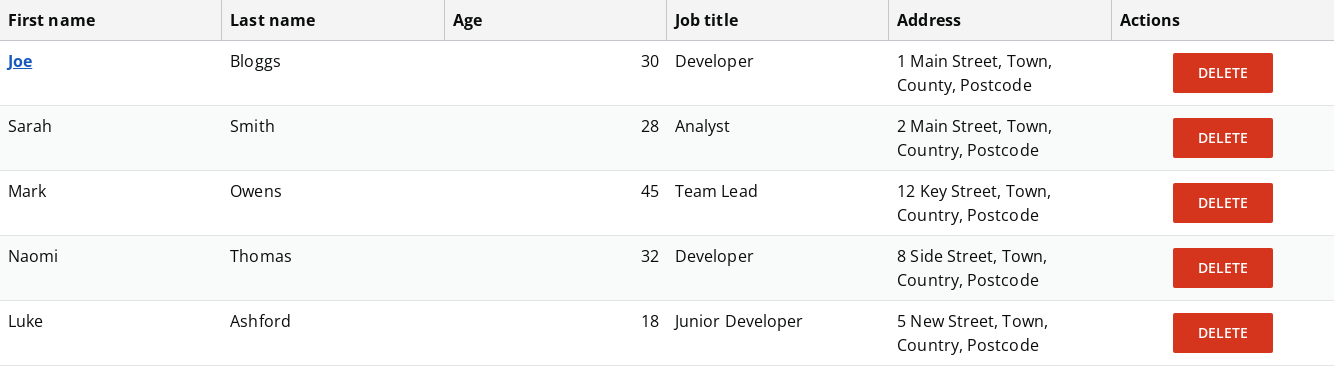 First name Last name Age Job title Address Actions
Joe Bloggs 30 Developer 1 Main Street, Town, DELETE
County, Postcode
Sarah Smith 28 Analyst 2 Main Street, Town, DELETE
Country, Postcode
Mark Owens 45 Team Lead 12 Key Street, Town, DELETE
Country, Postcode
Naomi Thomas 32 Developer 8 Side Street, Town, DELETE
Country, Postcode
Luke Ashford 18 Junior Developer 5 New Street, Town, DELETE
Country, Postcode